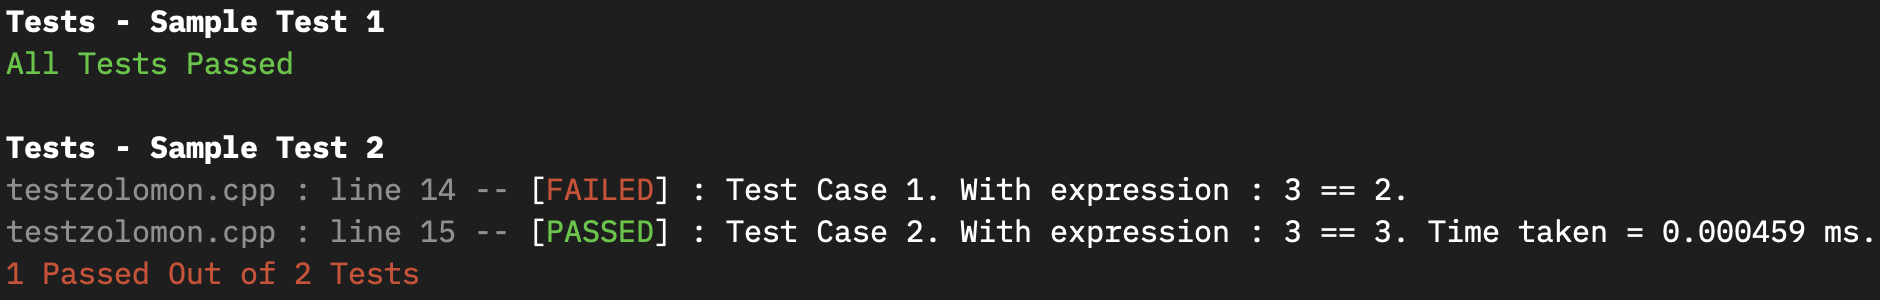 Tests - Sample Test 1
All Tests Passed
Tests - Sample Test 2
testzolomon.cpp : line 14 -- [FAILED] : Test Case 1. With expression : 3 == 2.
testzolomon.cpp : line 15 -- [PASSED] : Test Case 2. With expression : 3 == 3. Time taken = 0.000459 ms.
1 Passed Out of 2 Tests